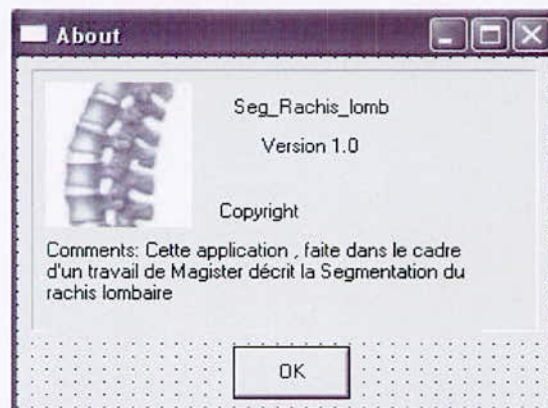 About
Seg_Rachis_lomb
Version 1.0
Copyright
Comments: Cette application , faite dans le cadre
d'un travail de Magister décrit la Segmentation du
rachis lombaire
OK